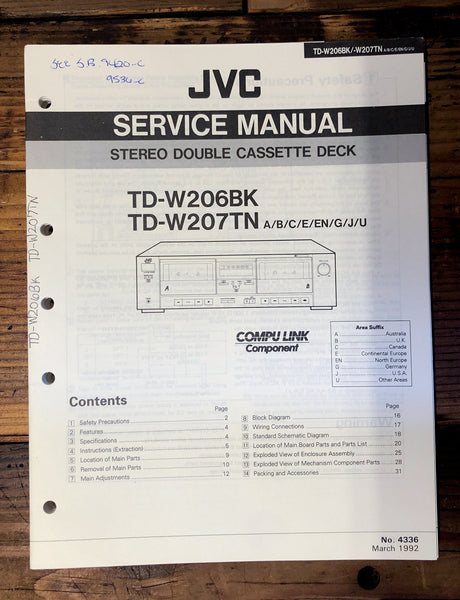 see SB 9420-C
9536-C
TD-W206BK/-W207TN A/B/C/E/EN/G/J/U
JVC
SERVICE MANUAL
STEREO DOUBLE CASSETTE DECK
TD-W206BK
TD-W207TN A/B/C/E/EN/G/J/U
TD-W206BK TD-W207TN
JVC
A
B
COMPU LINK
Component
Area Suffix
A Australia
B U.K.
C Canada
E Continental Europe
EN North Europe
G Germany
J U.S.A.
U Other Areas
Contents
Page
1 Safety Precautions 2
2 Features 4
3 Specifications 4
4 Instructions (Extraction) 5
5 Location of Main Parts 9
6 Removal of Main Parts 10
7 Main Adjustments 12
Page
8 Block Diagram 16
9 Wiring Connections 17
10 Standard Schematic Diagram 18
11 Location of Main Board Parts and Parts List 20
12 Exploded View of Enclosure Assembly 25
13 Exploded View of Mechanism Component Parts 28
14 Packing and Accessories 31
No. 4336
March 1992